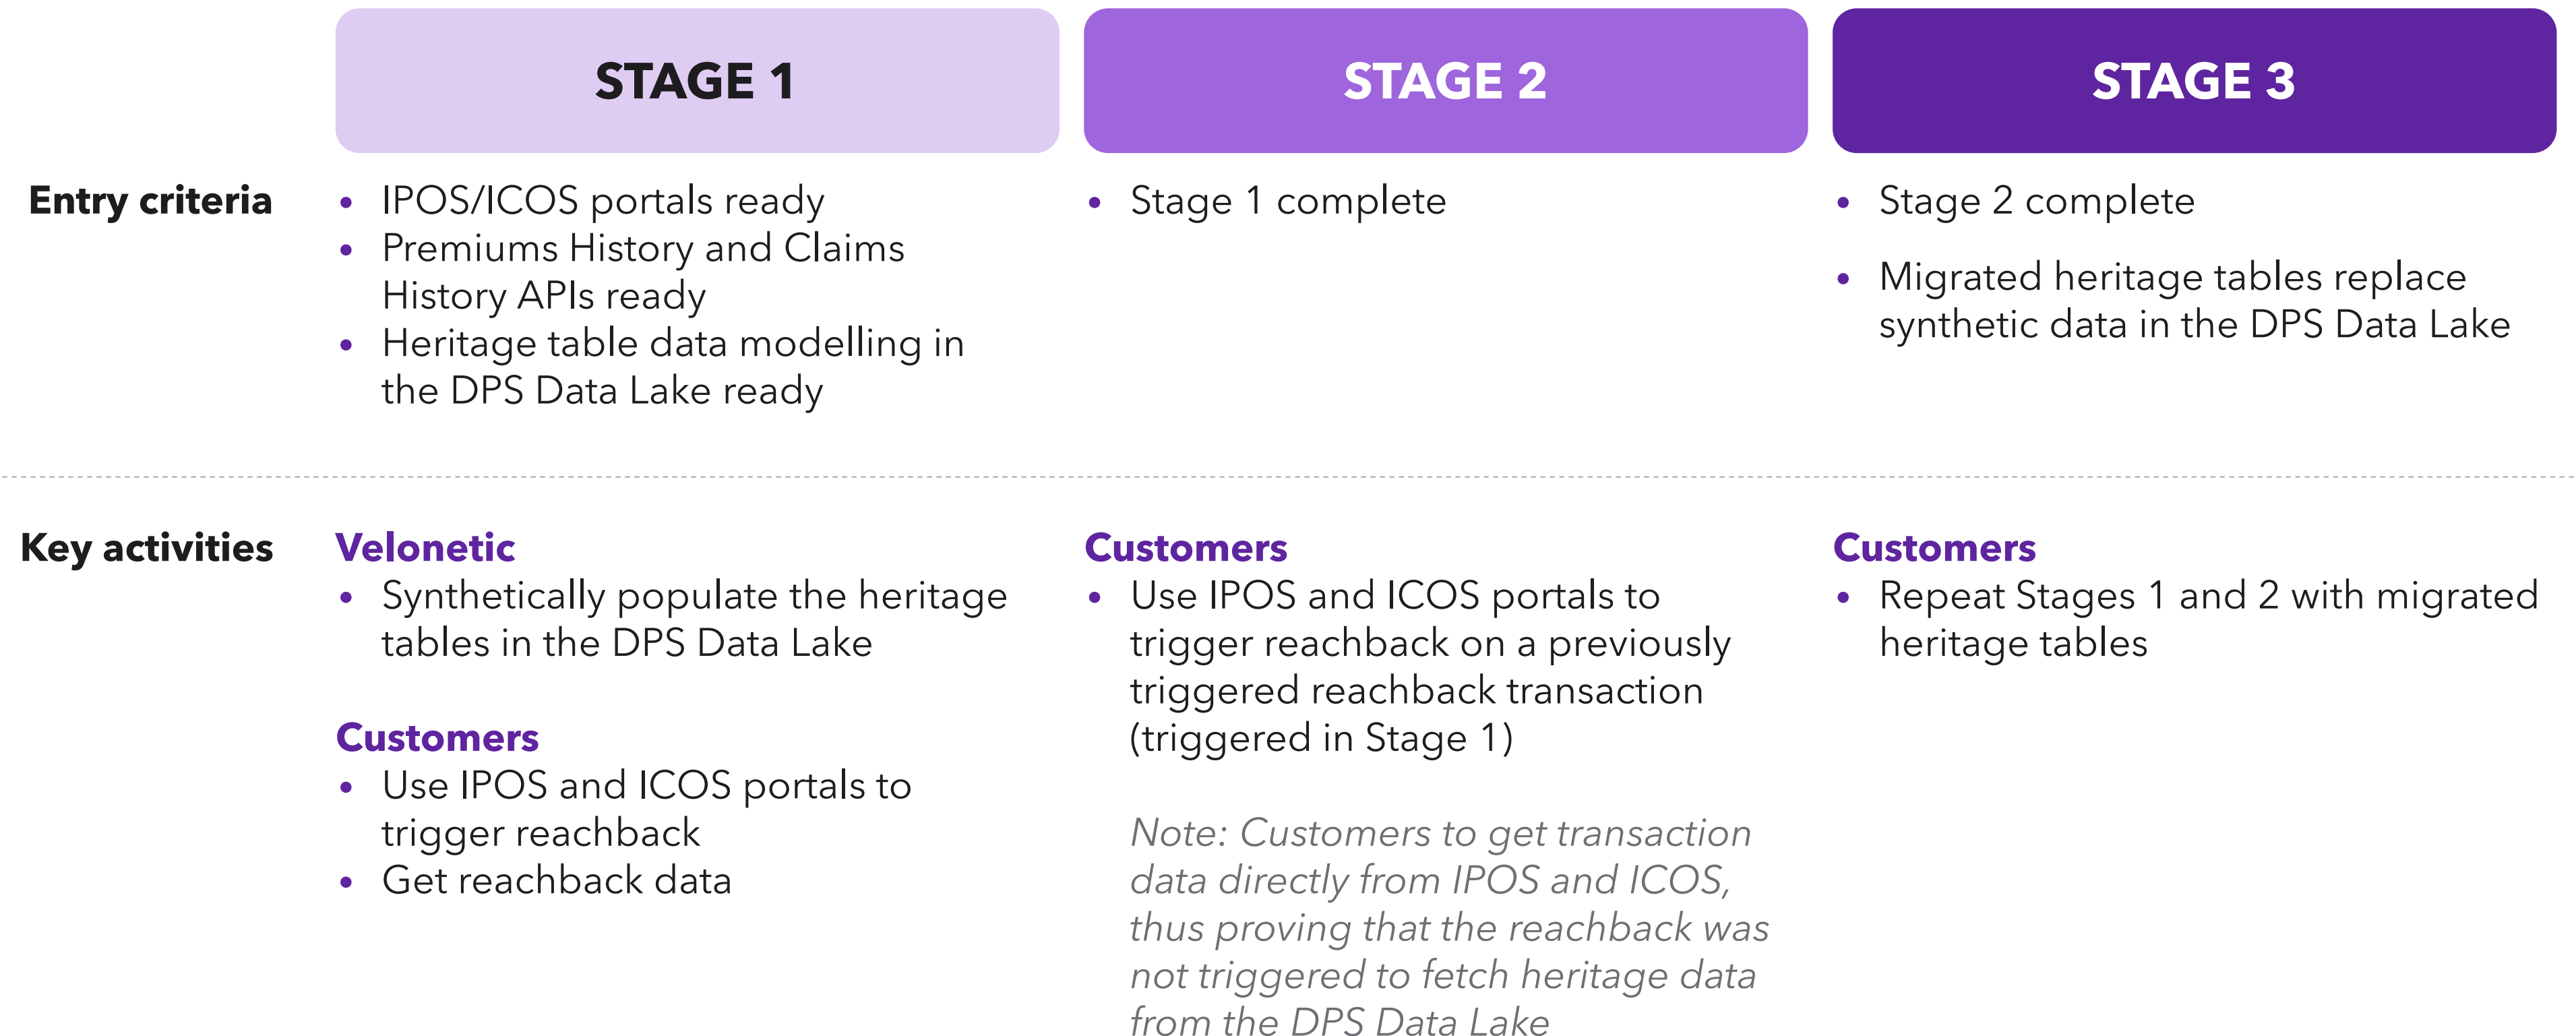 STAGE 1
STAGE 2
STAGE 3
Entry criteria
• IPOS/ICOS portals ready
• Premiums History and Claims
History APIs ready
• Heritage table data modelling in
the DPS Data Lake ready
• Stage 1 complete
• Stage 2 complete
• Migrated heritage tables replace
synthetic data in the DPS Data Lake
Key activities
Velonetic
• Synthetically populate the heritage
tables in the DPS Data Lake
Customers
• Use IPOS and ICOS portals to
trigger reachback
• Get reachback data
Customers
• Use IPOS and ICOS portals to
trigger reachback on a previously
triggered reachback transaction
(triggered in Stage 1)
Note: Customers to get transaction
data directly from IPOS and ICOS,
thus proving that the reachback was
not triggered to fetch heritage data
from the DPS Data Lake
Customers
• Repeat Stages 1 and 2 with migrated
heritage tables